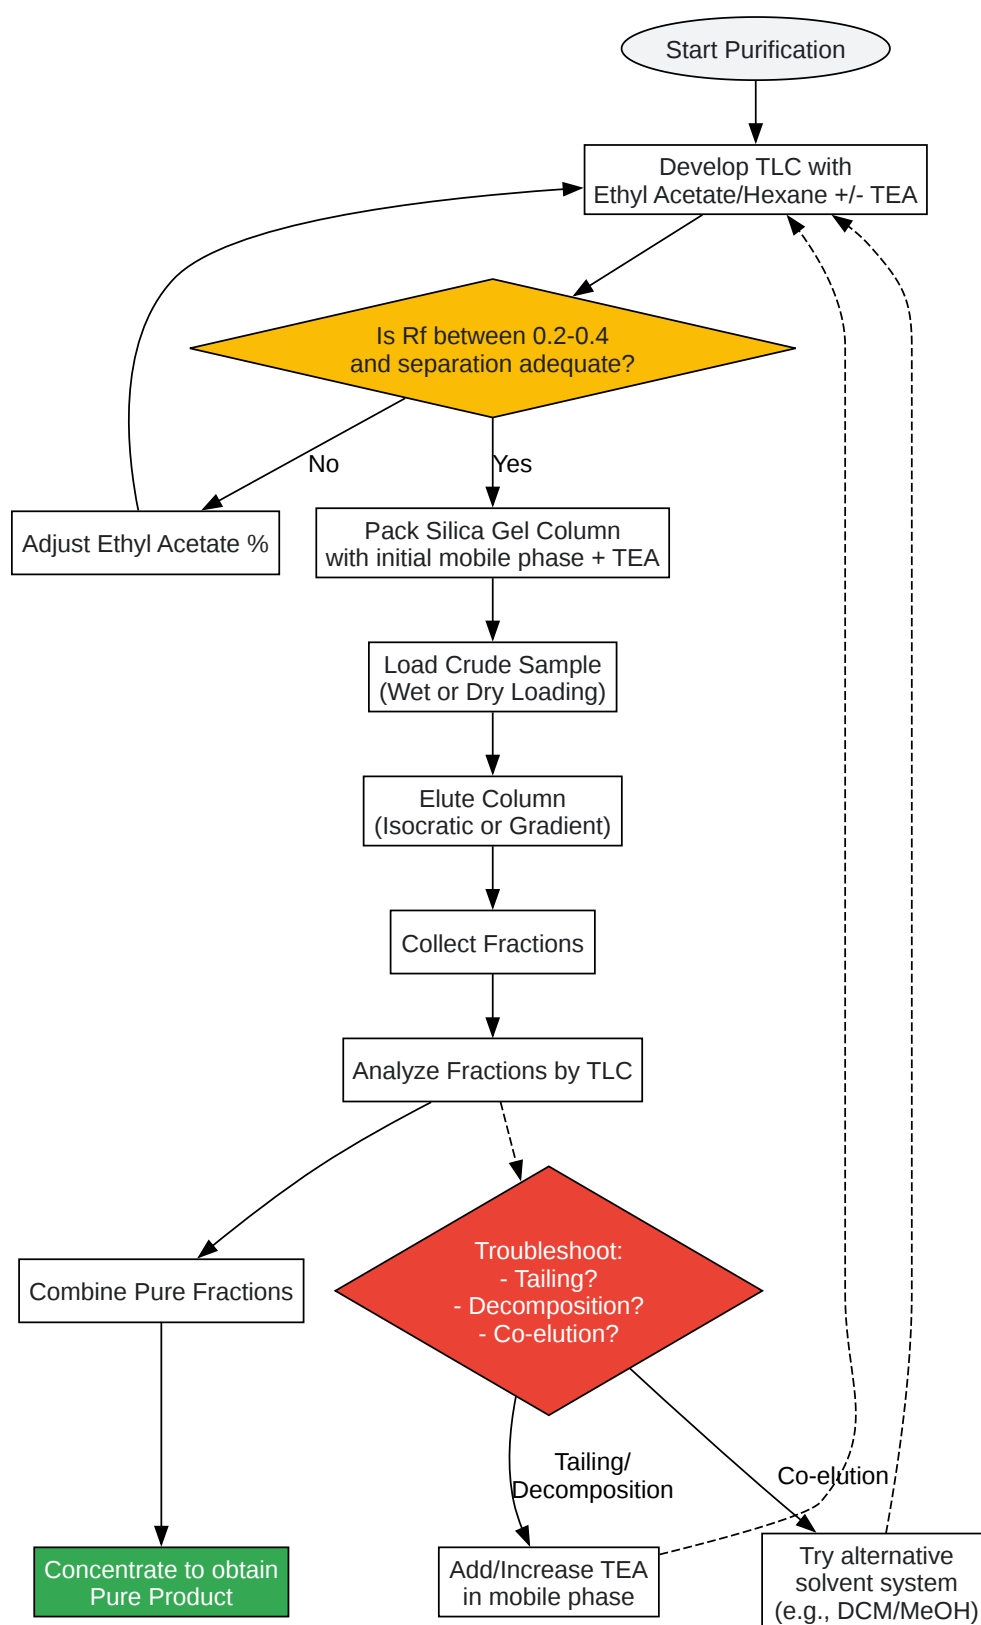 Start Purification
Develop TLC with
Ethyl Acetate/Hexane +/- TEA
Is Rf between 0.2-0.4
and separation adequate?
No
Yes
Adjust Ethyl Acetate %
Pack Silica Gel Column
with initial mobile phase + TEA
Load Crude Sample
(Wet or Dry Loading)
Elute Column
(Isocratic or Gradient)
Collect Fractions
Analyze Fractions by TLC
Combine Pure Fractions
Troubleshoot:
- Tailing?
- Decomposition?
- Co-elution?
Tailing/
Decomposition
Co-elution
Concentrate to obtain
Pure Product
Add/Increase TEA
in mobile phase
Try alternative
solvent system
(e.g., DCM/MeOH)